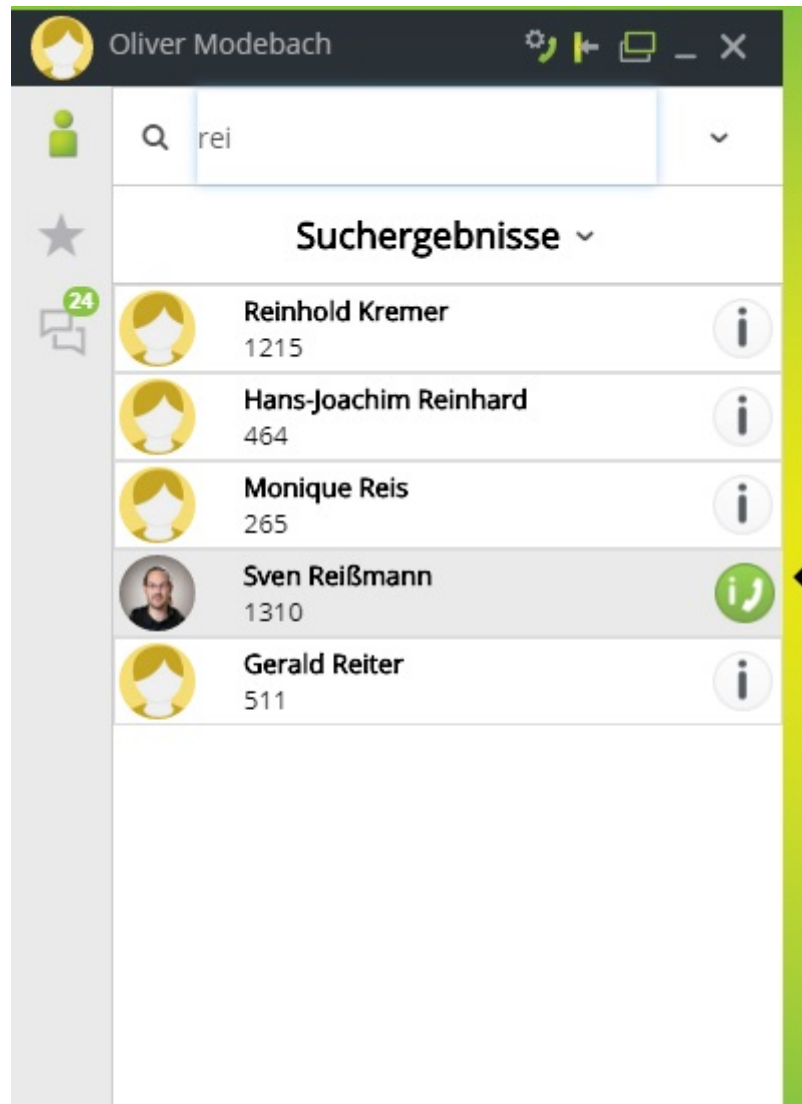 Oliver Modebach
rei
Suchergebnisse
24
Reinhold Kremer
1215
Hans-Joachim Reinhard
464
Monique Reis
265
Sven Reißmann
1310
Gerald Reiter
511